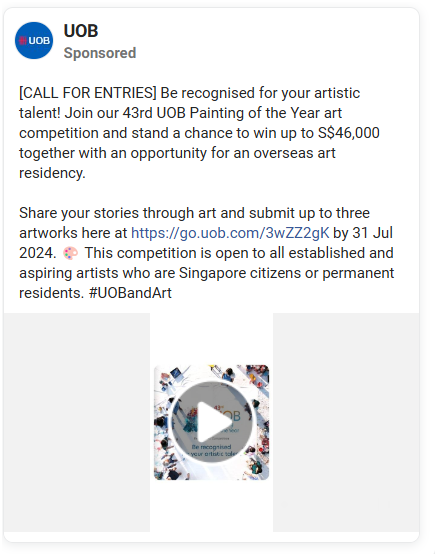 UOB
UOB
Sponsored
[CALL FOR ENTRIES] Be recognised for your artistic
talent! Join our 43rd UOB Painting of the Year art
competition and stand a chance to win up to S$46,000
together with an opportunity for an overseas art
residency.
Share your stories through art and submit up to three
artworks here at https://go.uob.com/3wZZ2gK by 31 Jul
2024. 🎨 This competition is open to all established and
aspiring artists who are Singapore citizens or permanent
residents. #UOBandArt
UOB
Be recognised
your artistic